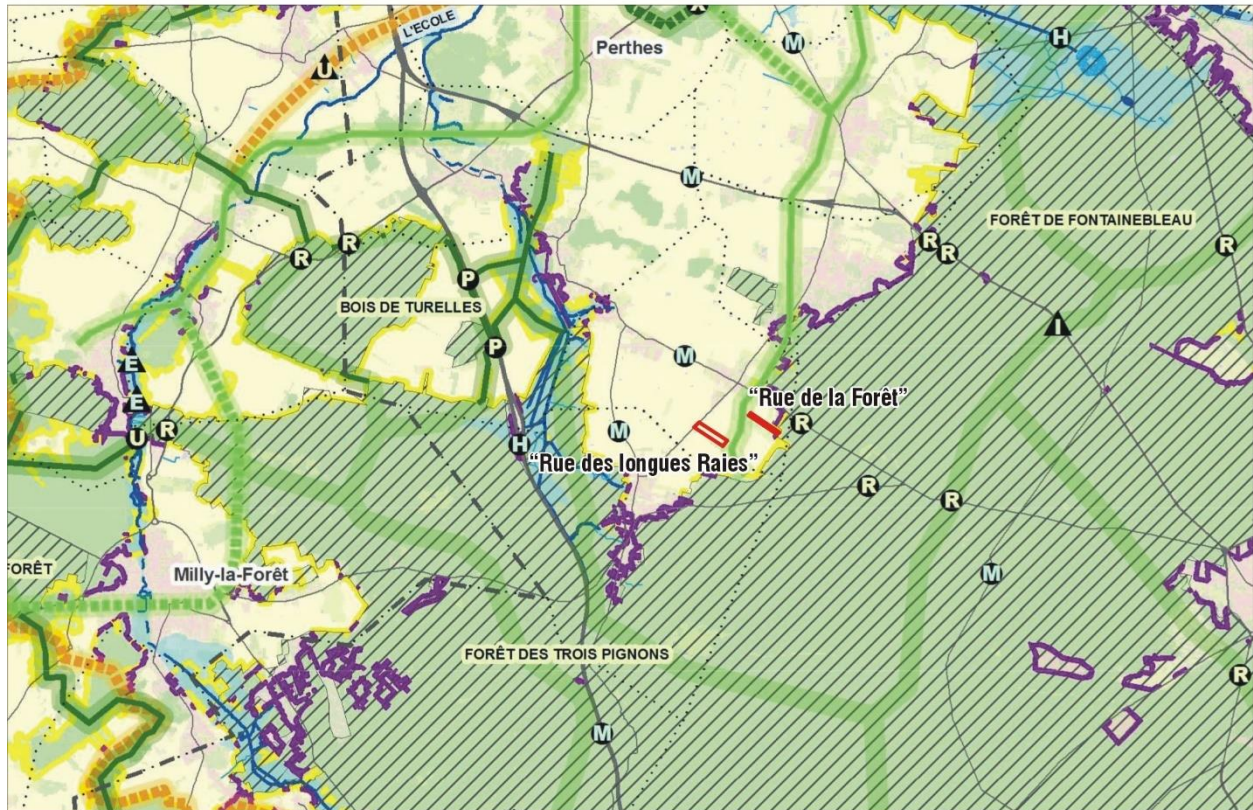 X
L'ECOLE
U
Perthes
M
H
M
FORÊT DE FONTAINEBLEAU
R
R
R
R
R
P
BOIS DE TURELLES
I
P
M
E
E
"Rue de la Forêt"
U
R
M
R
H
"Rue des longues Raies"
R
R
FORÊT
Milly-la-Forêt
M
FORÊT DES TROIS PIGNONS
R
M